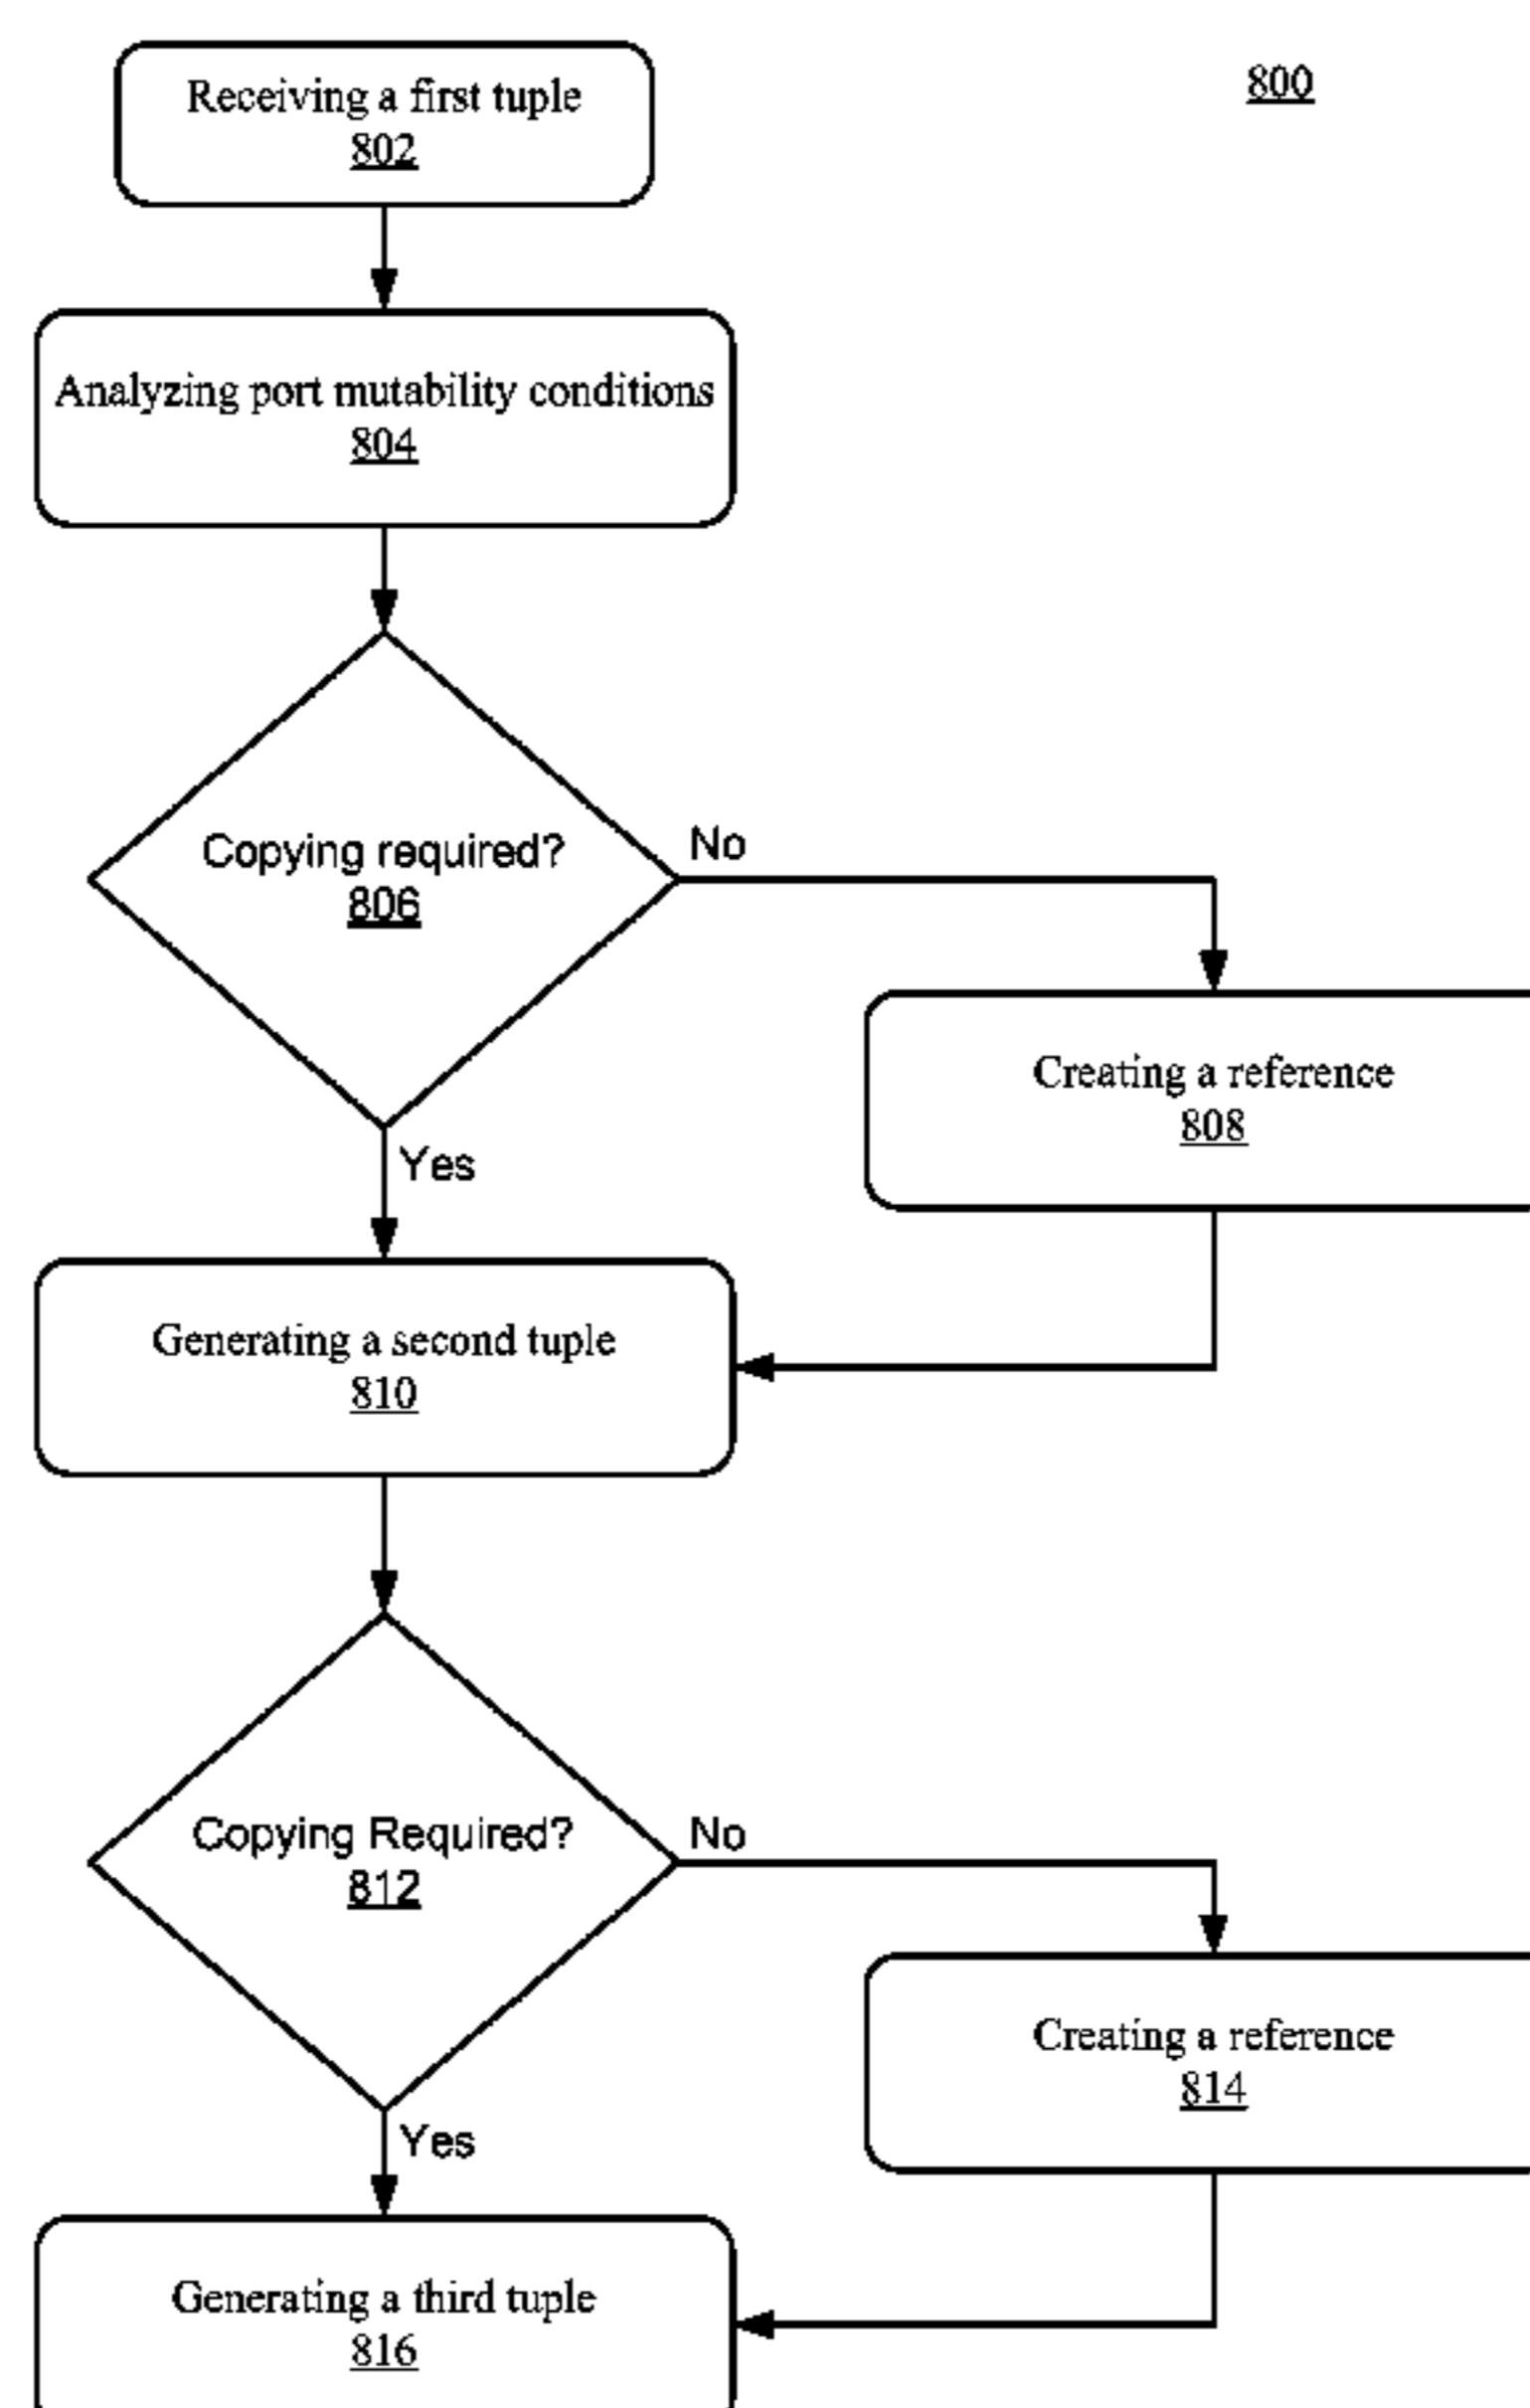 800
Receiving a first tuple
802
Analyzing port mutability conditions
804
Copying required?
806
No
Yes
Creating a reference
808
Generating a second tuple
810
Copying Required?
812
No
Yes
Creating a reference
814
Generating a third tuple
816